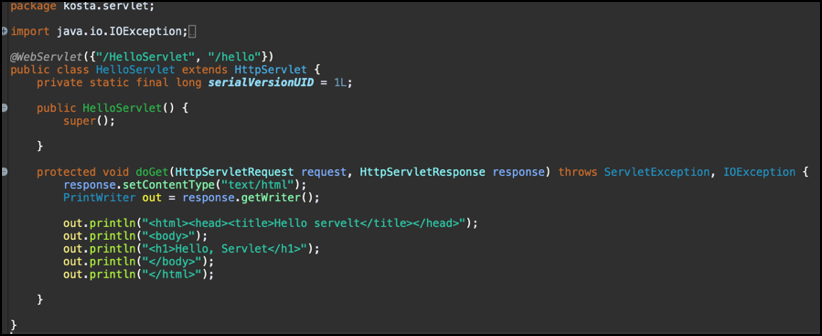 package kosta.servlet;
import java.io.IOException;
@WebServlet({"/HelloServlet", "/hello"})
public class HelloServlet extends HttpServlet {
    private static final long serialVersionUID = 1L;
    public HelloServlet() {
        super();
    }
    protected void doGet(HttpServletRequest request, HttpServletResponse response) throws ServletException, IOException {
        response.setContentType("text/html");
        PrintWriter out = response.getWriter();
        out.println("<html><head><title>Hello servelt</title></head>");
        out.println("<body>");
        out.println("<h1>Hello, Servlet</h1>");
        out.println("</body>");
        out.println("</html>");
    }
}